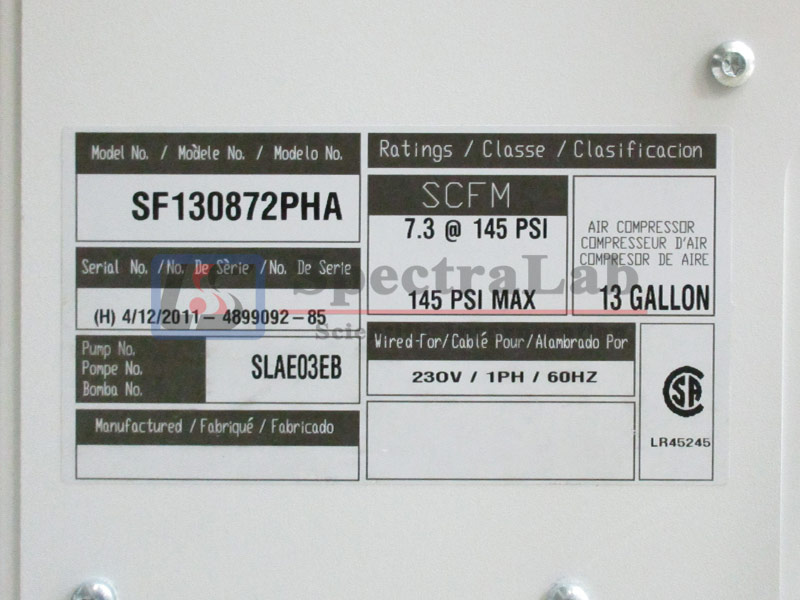 Model No. / Modèle No. / Modelo No.
SF130872PHA
Serial No. /No. De Sèrie /No. De Serie
(H) 4/12/2011- 4899092-85
Pump No.
Pompe No.
Bomba No.
SLAE03EB
Manufactured / Fabriqué / Fabricado
Ratings / Classe / Clasificacion
SCFM
7.3 @ 145 PSI
145 PSI MAX
AIR COMPRESSOR
COMPRESSEUR D'AIR
COMPRESOR DE AIRE
13 GALLON
Wired-For/Cablé Pour/Alambrado Por
230V / 1PH / 60HZ
SA
LR45245
SpectraLab